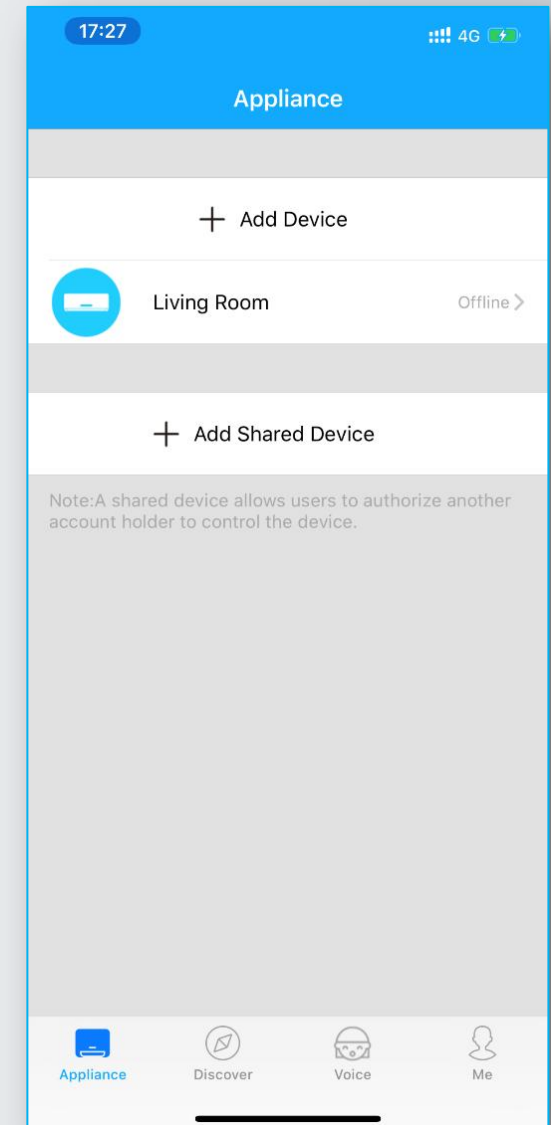 17:27
4G
Appliance
Add Device
Living Room
Offline
Add Shared Device
Note:A shared device allows users to authorize another
account holder to control the device.
Appliance
Discover
Voice
Me